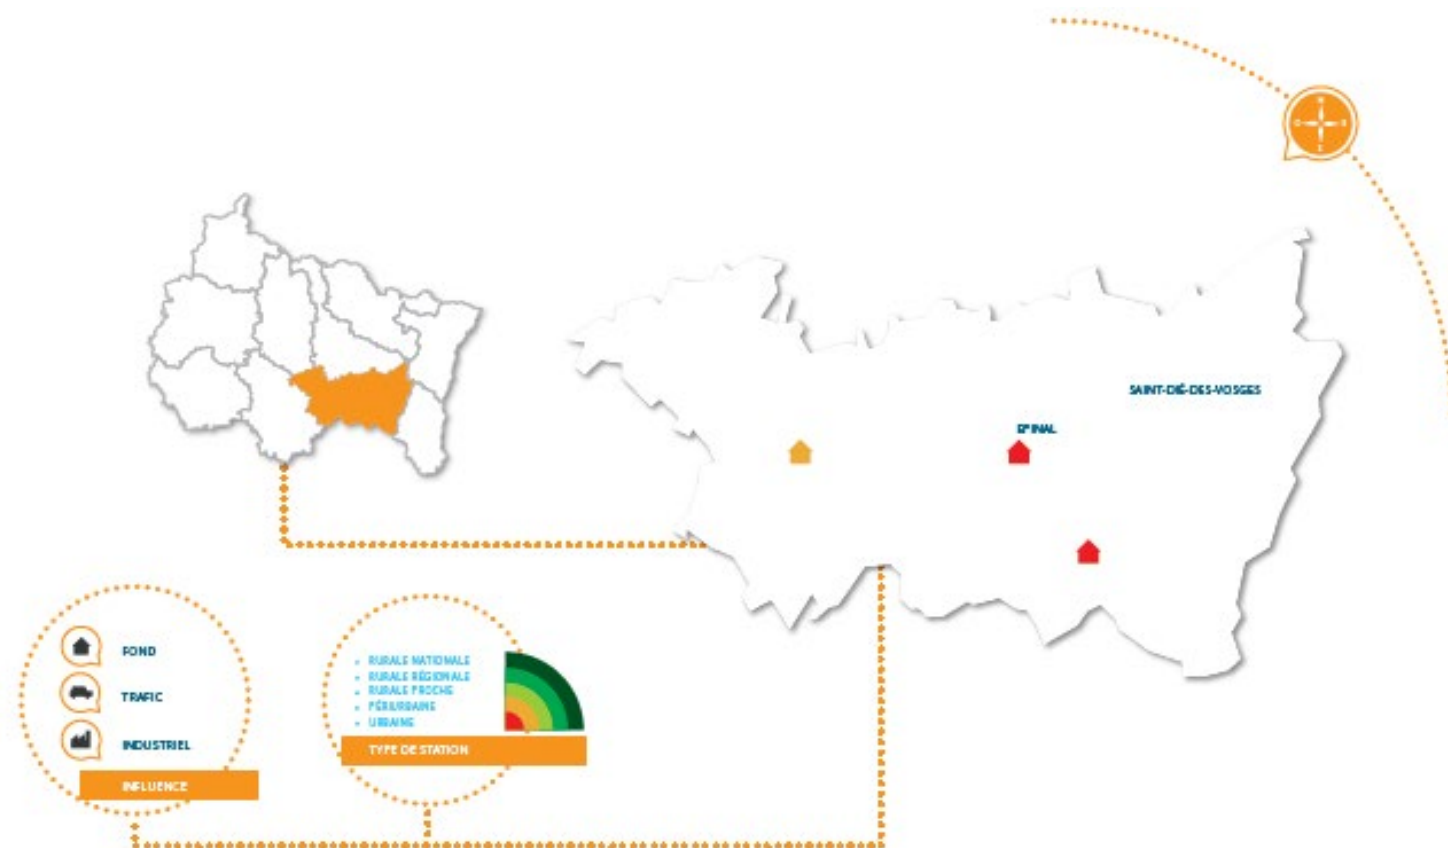 SAINT-DIÉ-DES-VOSGES
EPINAL
FOND
TRAFIC
INDUSTRIEL
INFLUENCE
RURALE NATIONALE
RURALE RÉGIONALE
RURALE PROCHE
PÉRIURBAINE
URBAINE
TYPE DE STATION